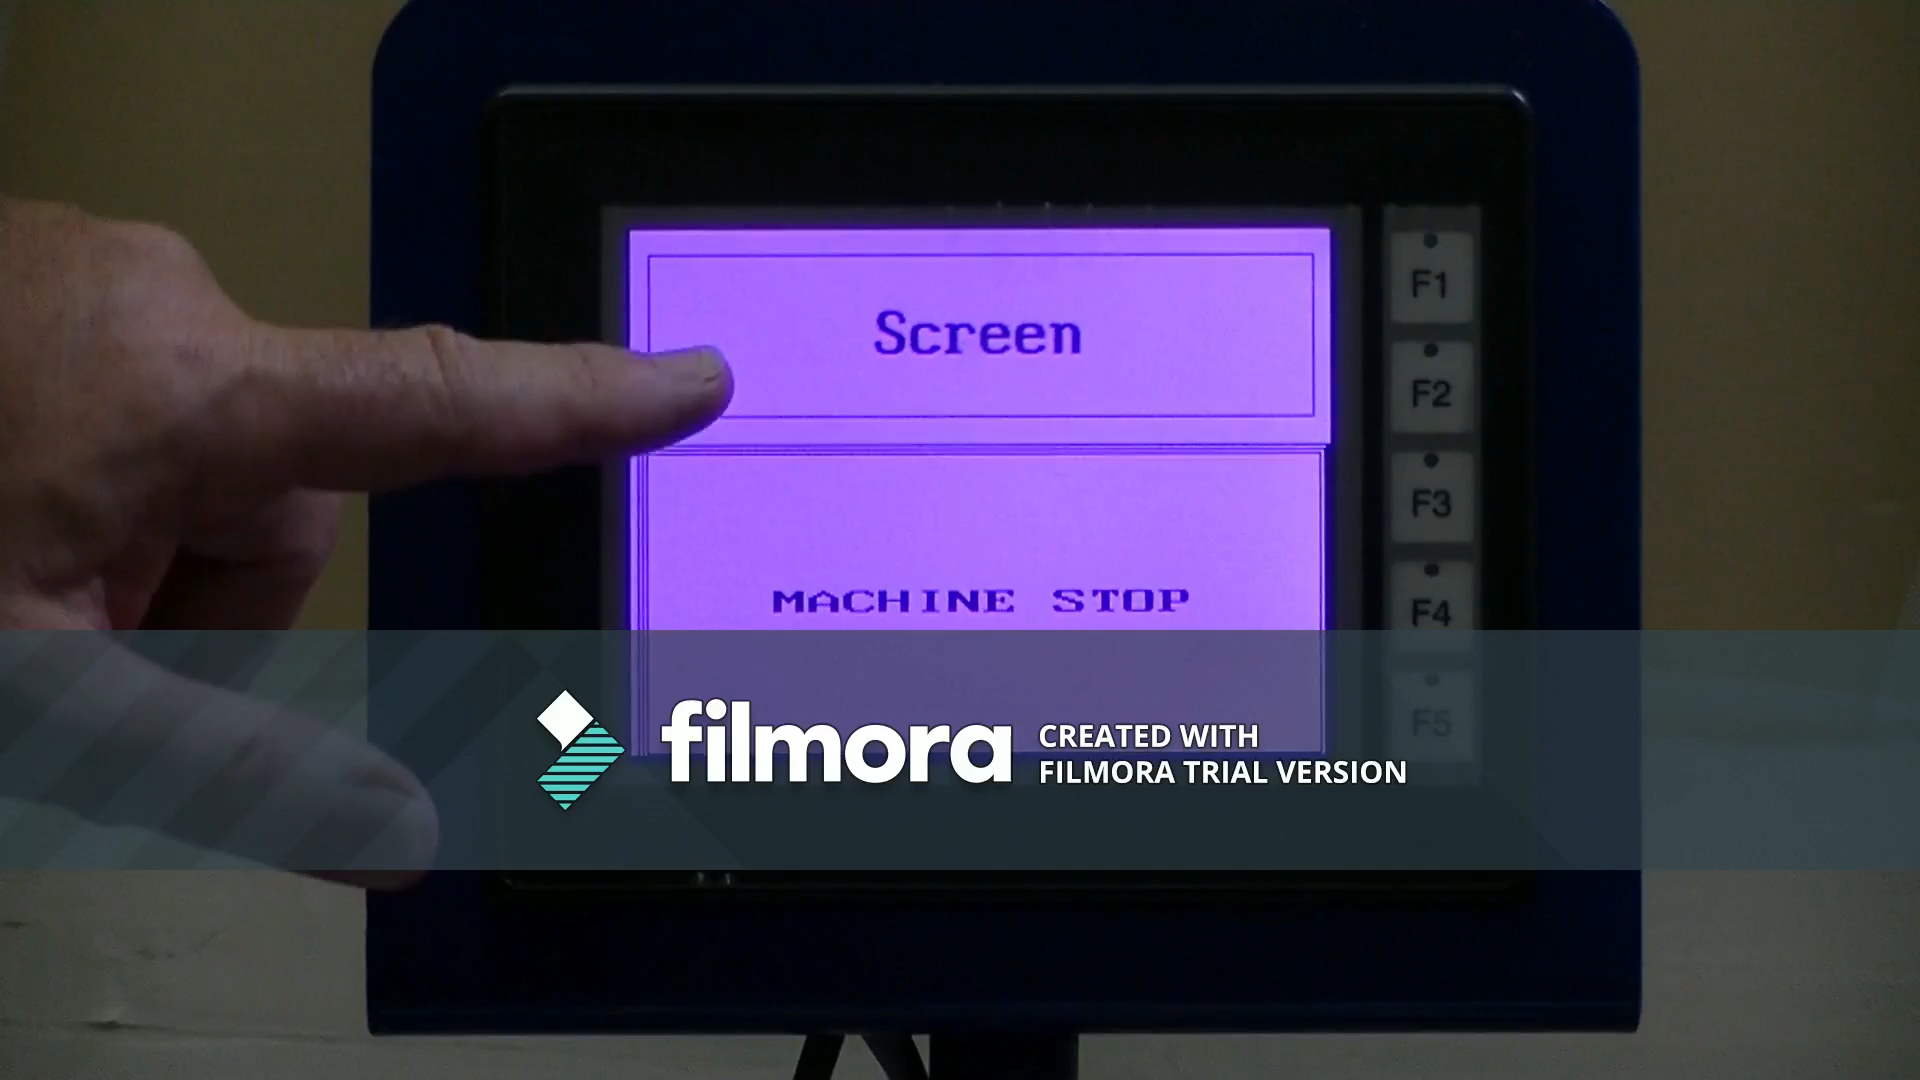 Screen
MACHINE STOP
F1
F2
F3
F4
F5
filmora
CREATED WITH
FILMORA TRIAL VERSION